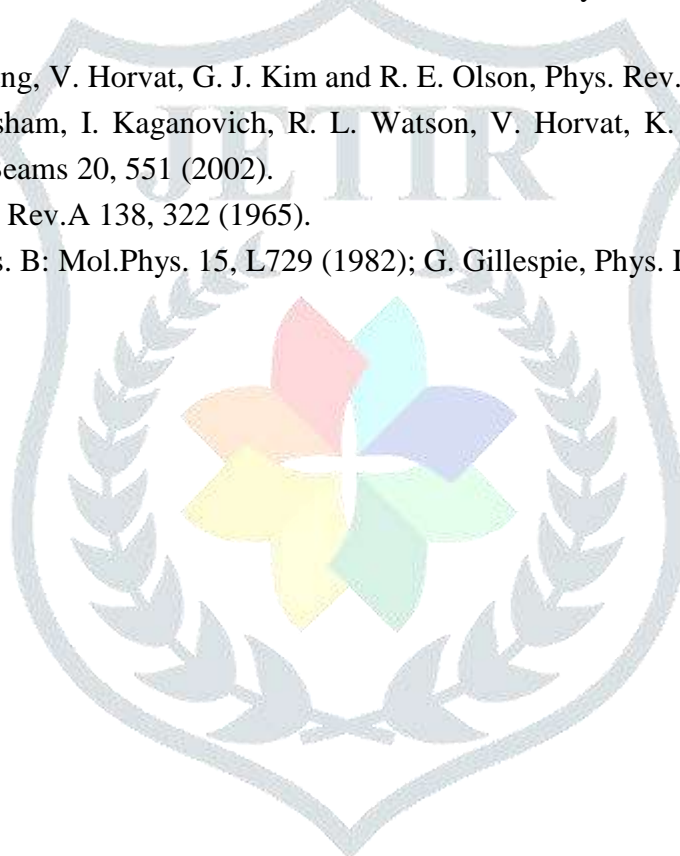 ng, V. Horvat, G. J. Kim and R. E. Olson, Phys. Rev.
sham, I. Kaganovich, R. L. Watson, V. Horvat, K.
Beams 20, 551 (2002).
Rev.A 138, 322 (1965).
s. B: Mol.Phys. 15, L729 (1982); G. Gillespie, Phys.
JETIR